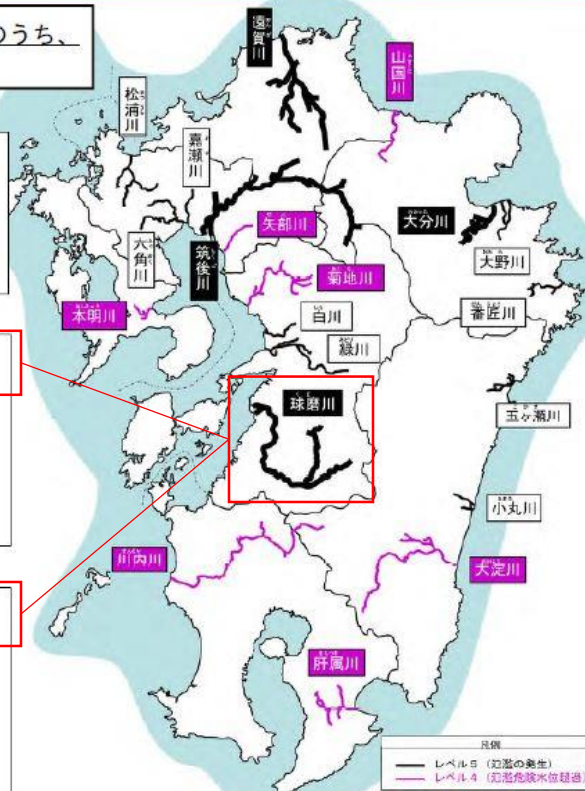 のうち、
遠賀川
山国川
松浦川
嘉瀬川
矢部川
大分川
六角川
筑後川
菊地川
大野川
本明川
白川
番匠川
緑川
球磨川
五ヶ瀬川
小丸川
川内川
大淀川
肝属川
凡例
レベル5 (氾濫の発生)
レベル4 (氾濫危険水位超過)